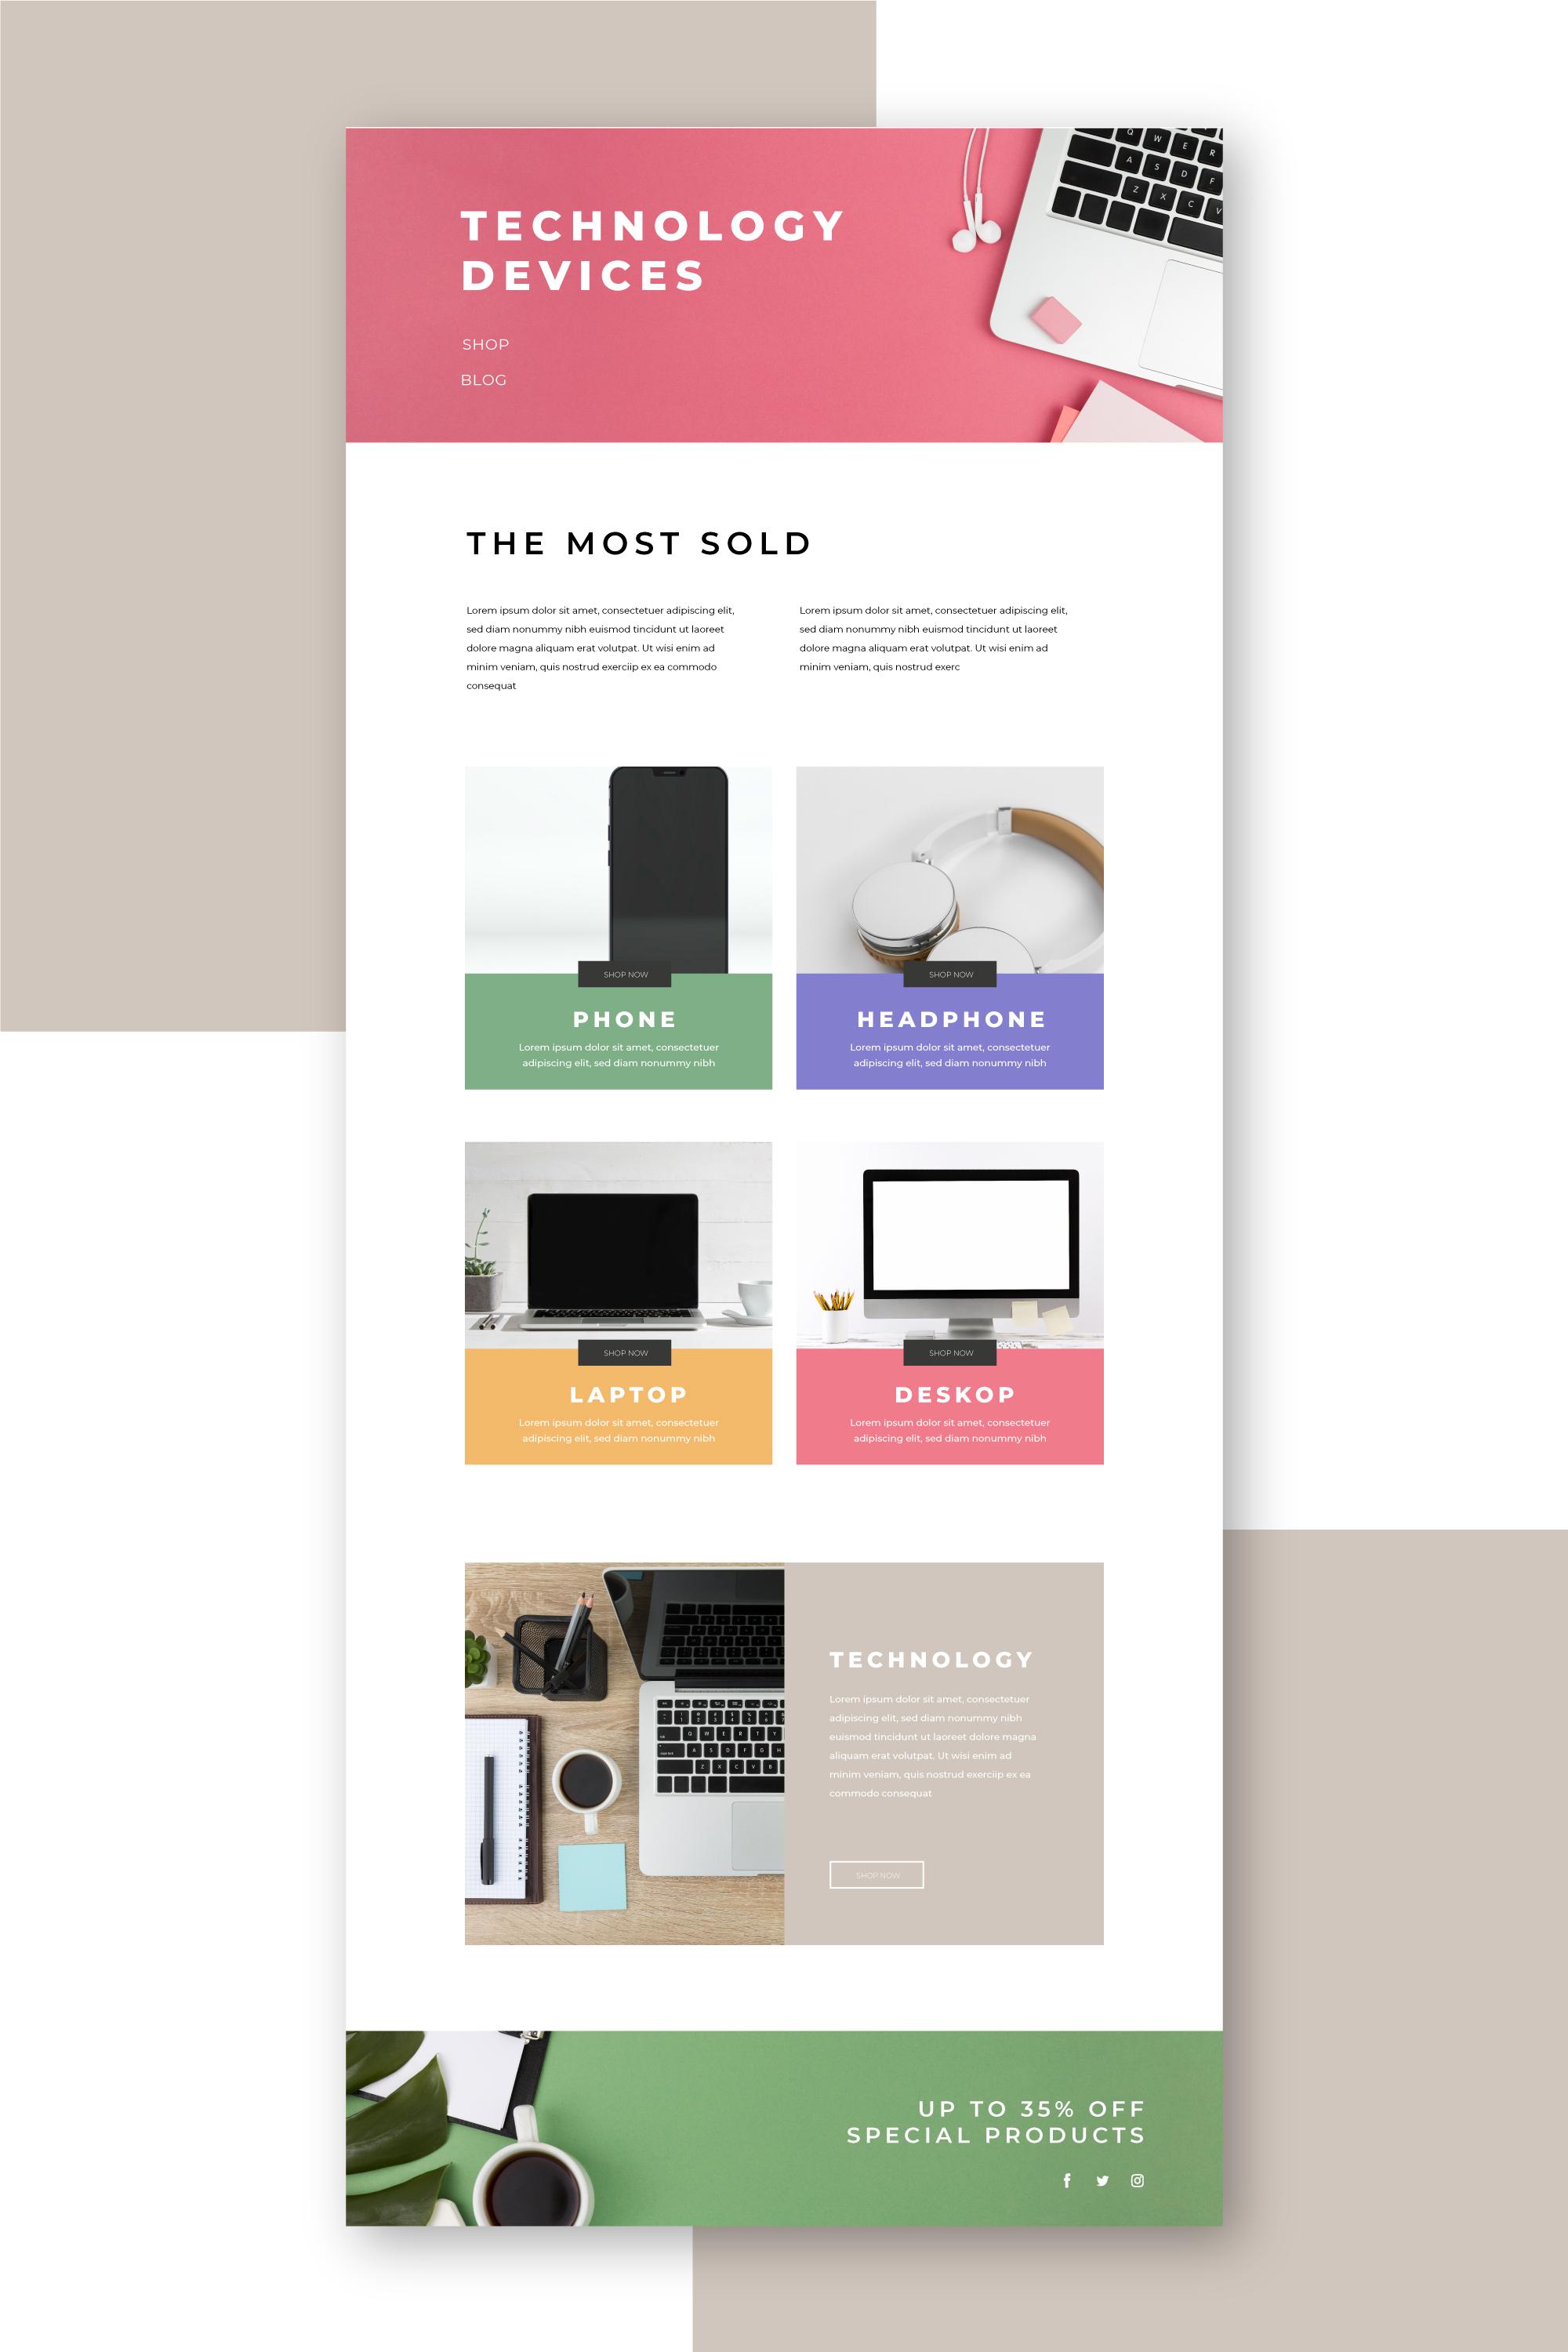 TECHNOLOGY
DEVICES
SHOP
BLOG
THE MOST SOLD
Lorem ipsum dolor sit amet, consectetuer adipiscing elit,
sed diam nonummy nibh euismod tincidunt ut laoreet
dolore magna aliquam erat volutpat. Ut wisi enim ad
minim veniam, quis nostrud exerciip ex ea commodo
consequat
Lorem ipsum dolor sit amet, consectetuer adipiscing elit,
sed diam nonummy nibh euismod tincidunt ut laoreet
dolore magna aliquam erat volutpat. Ut wisi enim ad
minim veniam, quis nostrud exerc
SHOP NOW
PHONE
Lorem ipsum dolor sit amet, consectetuer
adipiscing elit, sed diam nonummy nibh
SHOP NOW
HEADPHONE
Lorem ipsum dolor sit amet, consectetuer
adipiscing elit, sed diam nonummy nibh
SHOP NOW
LAPTOP
Lorem ipsum dolor sit amet, consectetuer
adipiscing elit, sed diam nonummy nibh
SHOP NOW
DESKOP
Lorem ipsum dolor sit amet, consectetuer
adipiscing elit, sed diam nonummy nibh
TECHNOLOGY
Lorem ipsum dolor sit amet, consectetuer
adipiscing elit, sed diam nonummy nibh
euismod tincidunt ut laoreet dolore magna
aliquam erat volutpat. Ut wisi enim ad
minim veniam, quis nostrud exerciip ex ea
commodo consequat
SHOP NOW
UP TO 35% OFF
SPECIAL PRODUCTS